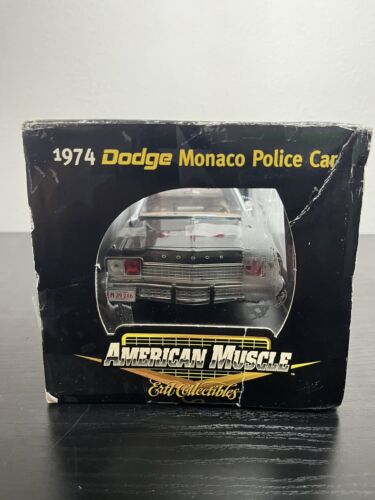 1974 Dodge Monaco Police Car
DODGE
AMERICAN MUSCLE
Ertl Collectibles